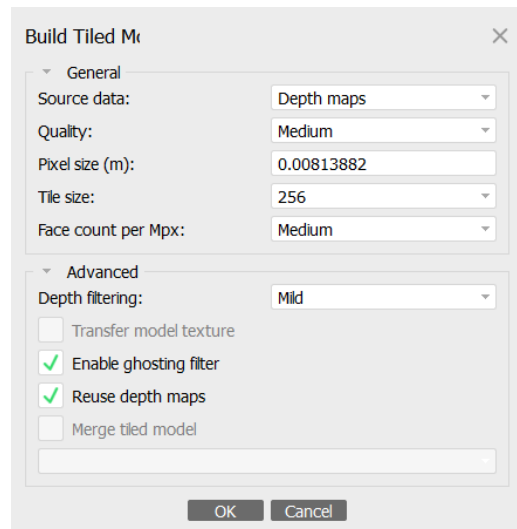 Build Tiled Mo
General
Source data: Depth maps
Quality: Medium
Pixel size (m): 0.00813882
Tile size: 256
Face count per Mpx: Medium
Advanced
Depth filtering: Mild
Transfer model texture
Enable ghosting filter
Reuse depth maps
Merge tiled model
OK Cancel